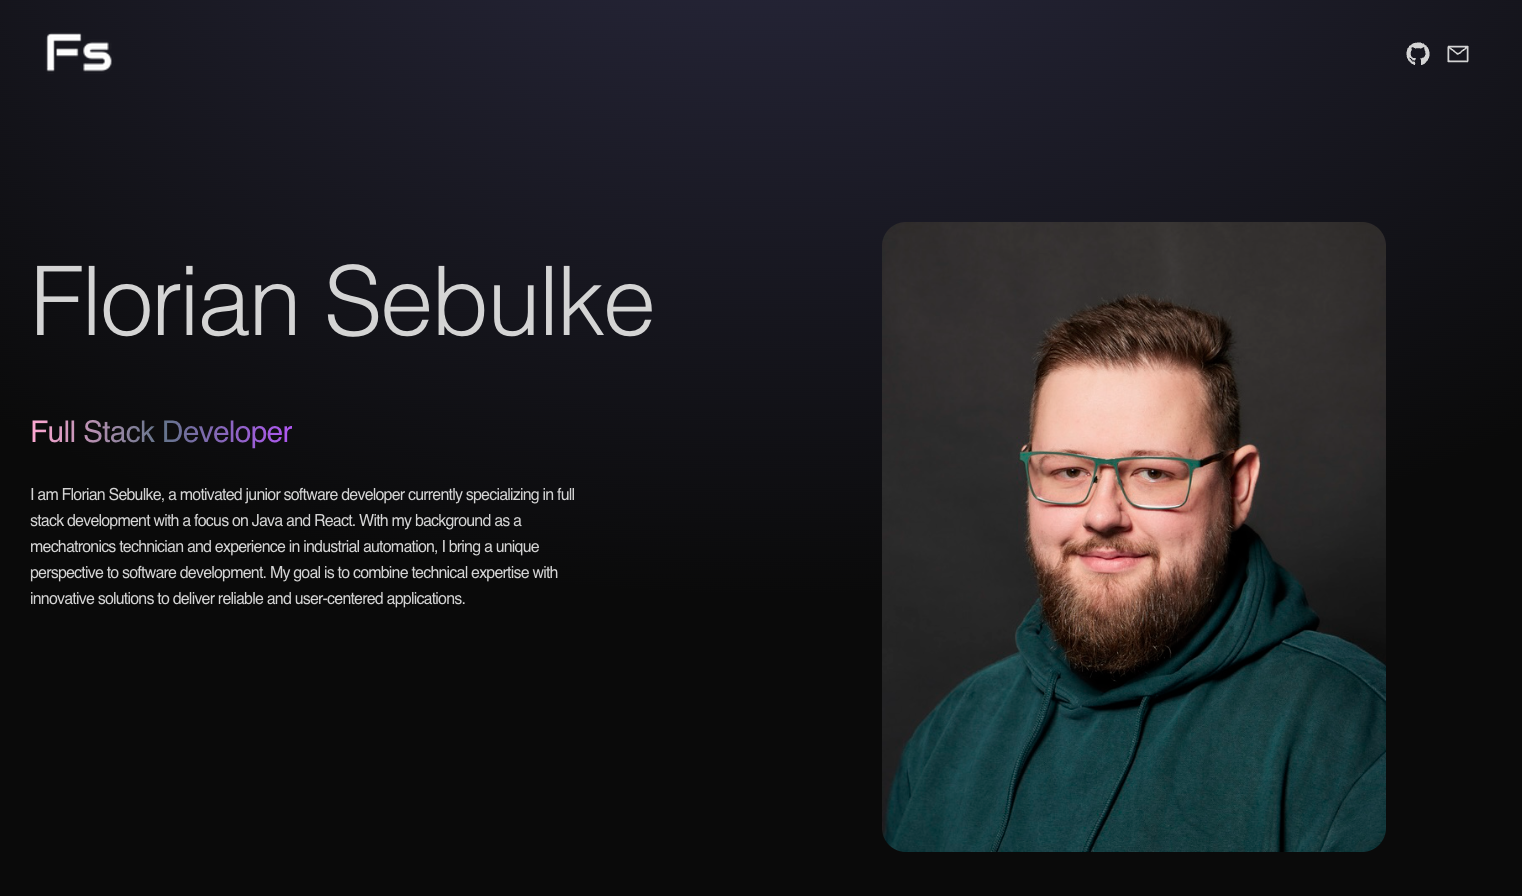 Fs
Florian Sebulke
Full Stack Developer
I am Florian Sebulke, a motivated junior software developer currently specializing in full
stack development with a focus on Java and React. With my background as a
mechatronics technician and experience in industrial automation, I bring a unique
perspective to software development. My goal is to combine technical expertise with
innovative solutions to deliver reliable and user-centered applications.